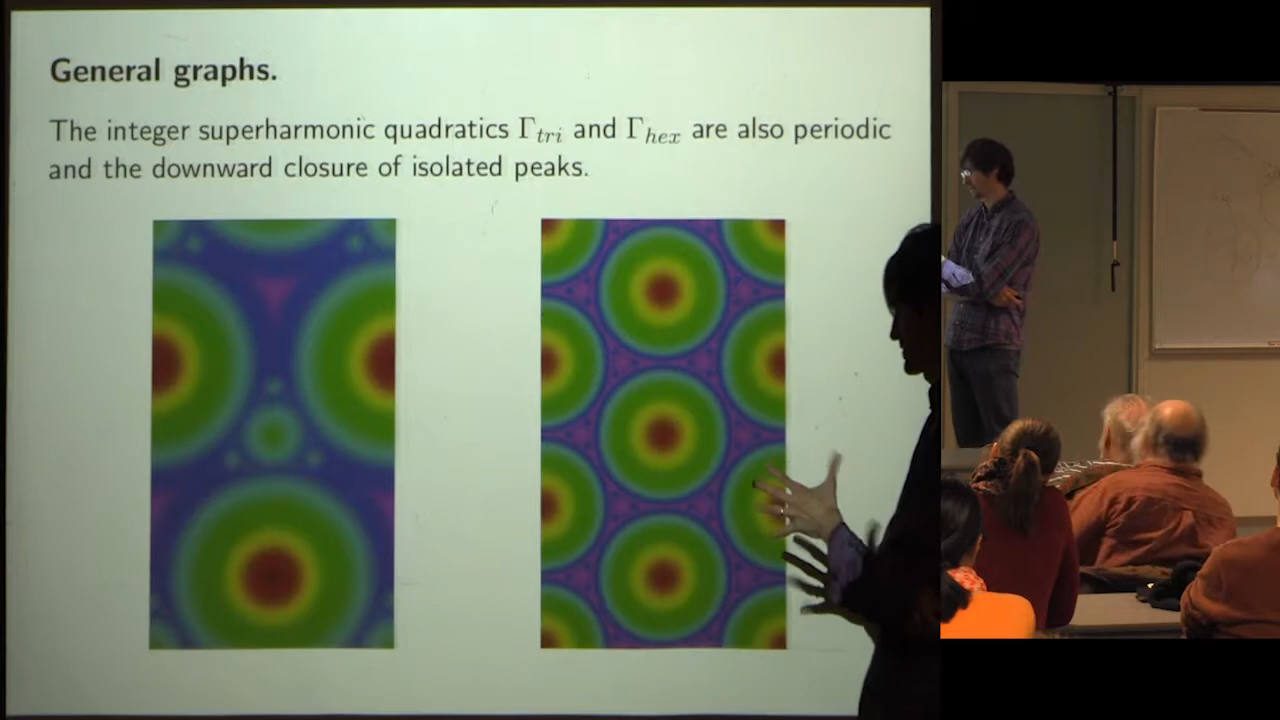 General graphs.
The integer superharmonic quadratics Γ_tri and Γ_hex are also periodic
and the downward closure of isolated peaks.